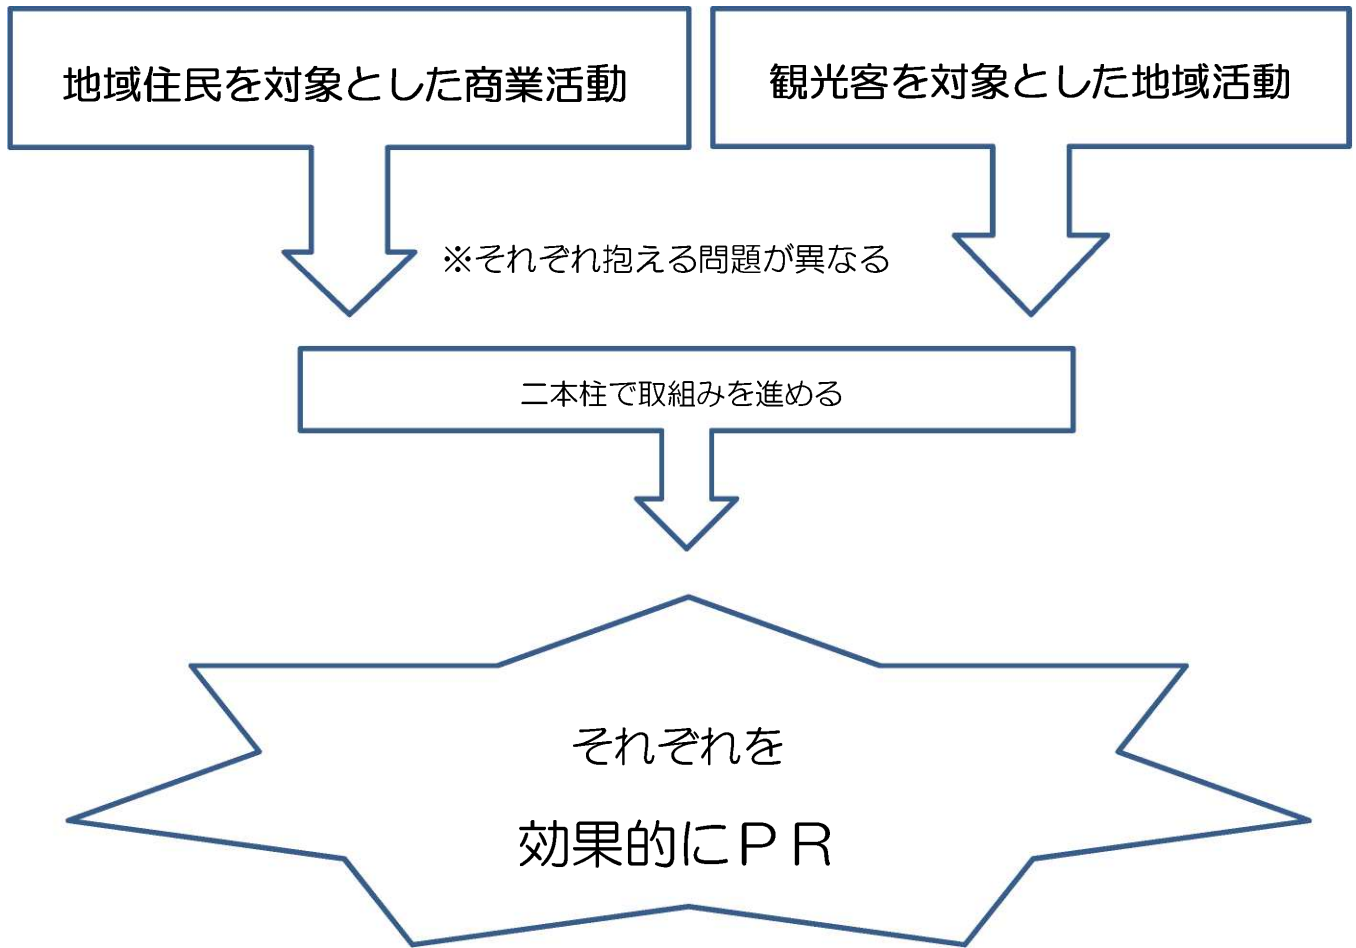 地域住民を対象とした商業活動
観光客を対象とした地域活動
※それぞれ抱える問題が異なる
二本柱で取組みを進める
それぞれを
効果的にＰＲ